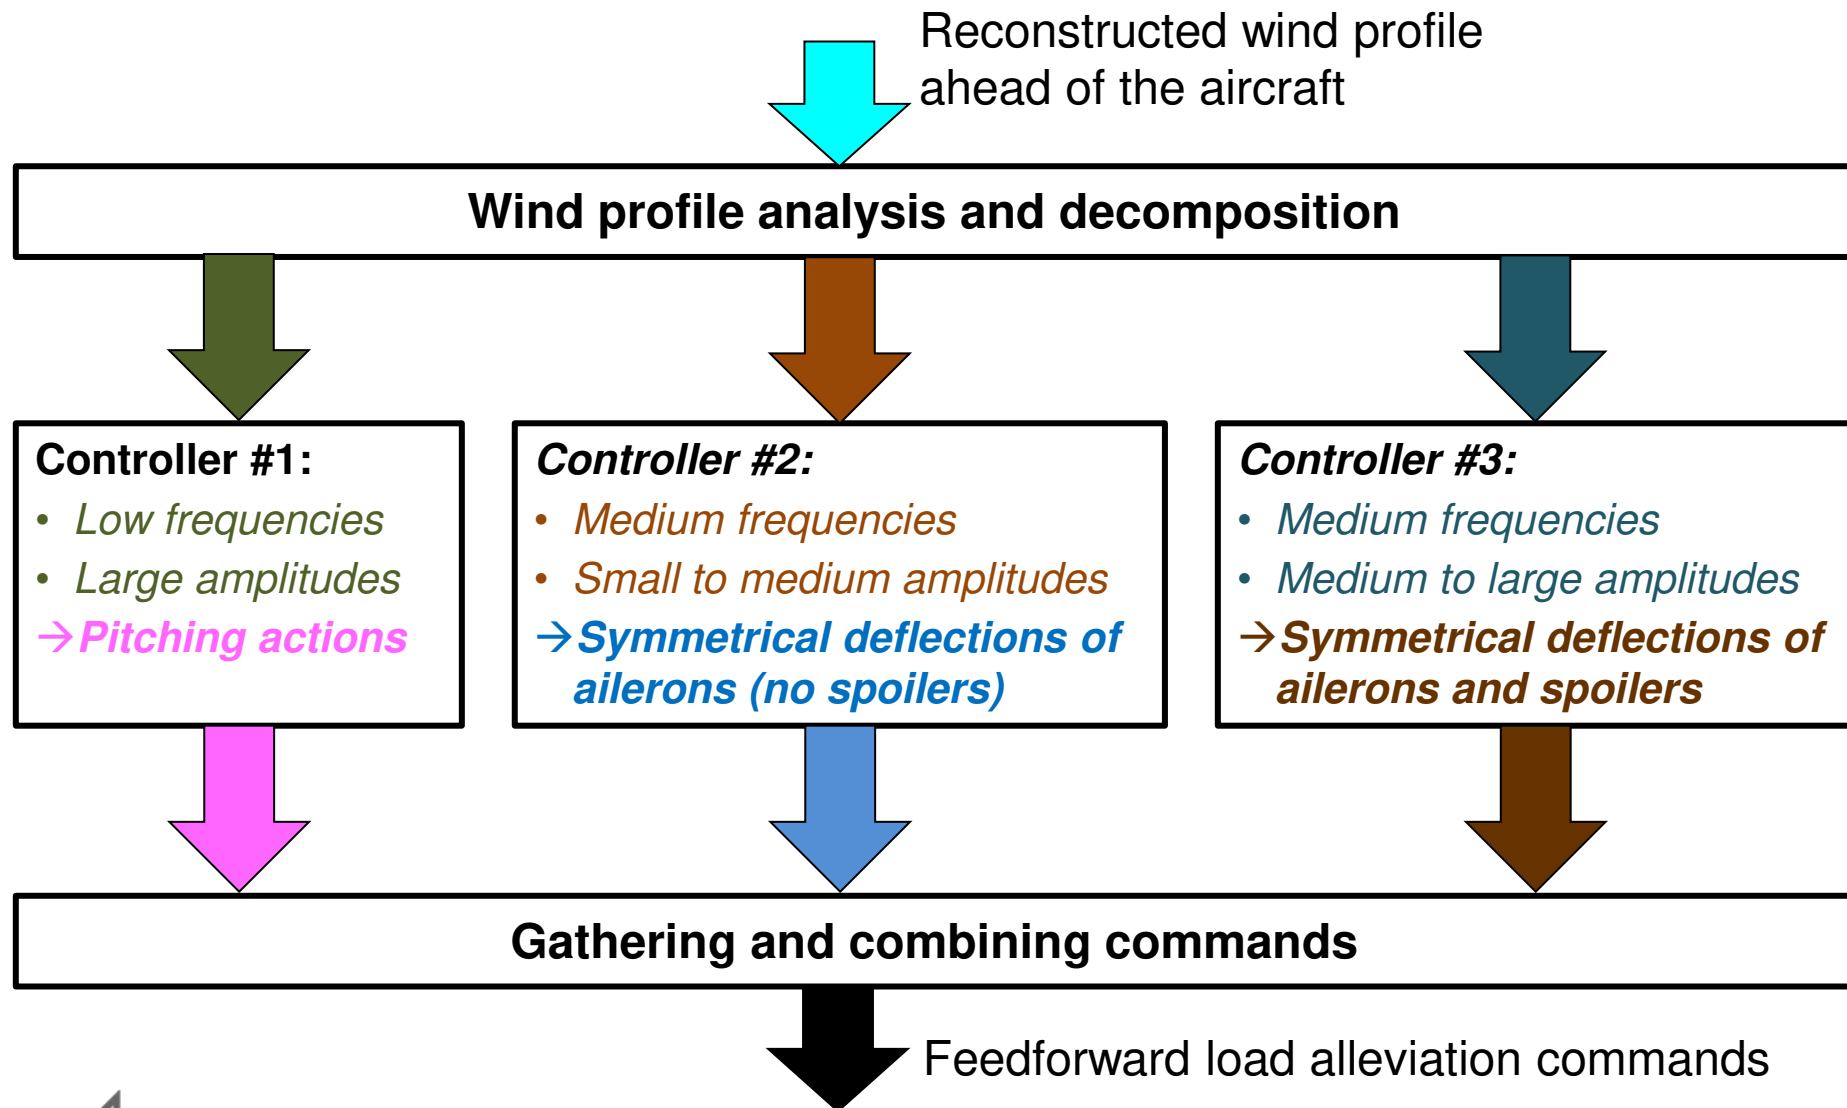 Reconstructed wind profile
ahead of the aircraft
Wind profile analysis and decomposition
Controller #1:
• Low frequencies
• Large amplitudes
→Pitching actions
Controller #2:
• Medium frequencies
• Small to medium amplitudes
→Symmetrical deflections of
ailerons (no spoilers)
Controller #3:
• Medium frequencies
• Medium to large amplitudes
→Symmetrical deflections of
ailerons and spoilers
Gathering and combining commands
Feedforward load alleviation commands